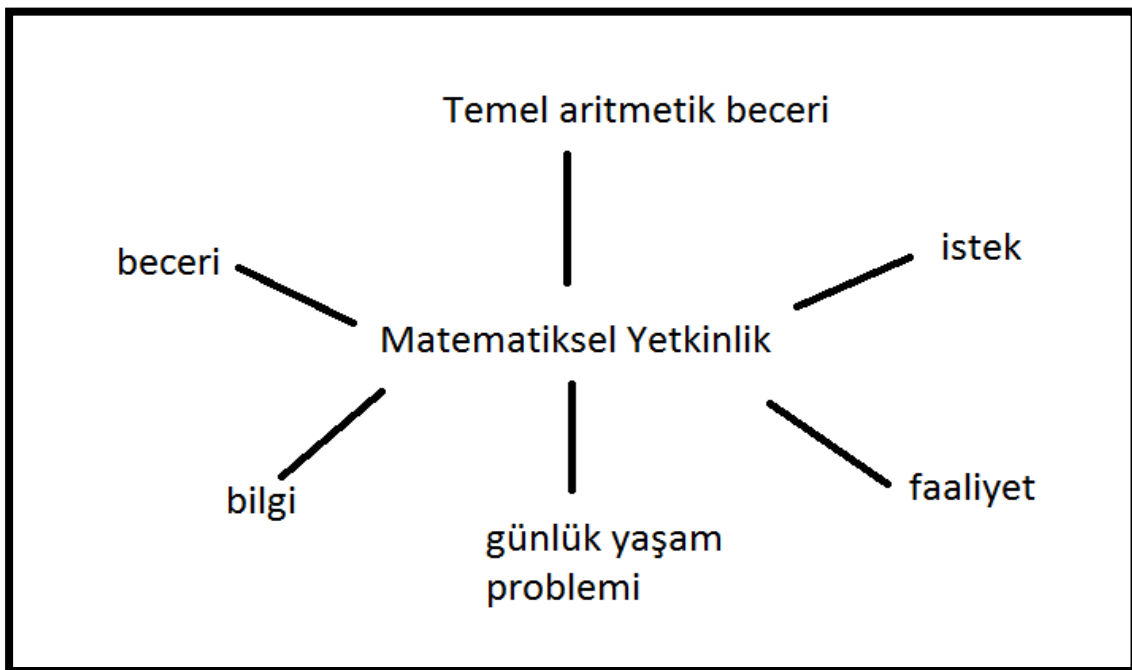 Temel aritmetik beceri
beceri
istek
Matematiksel Yetkinlik
bilgi
faaliyet
günlük yaşam
problemi